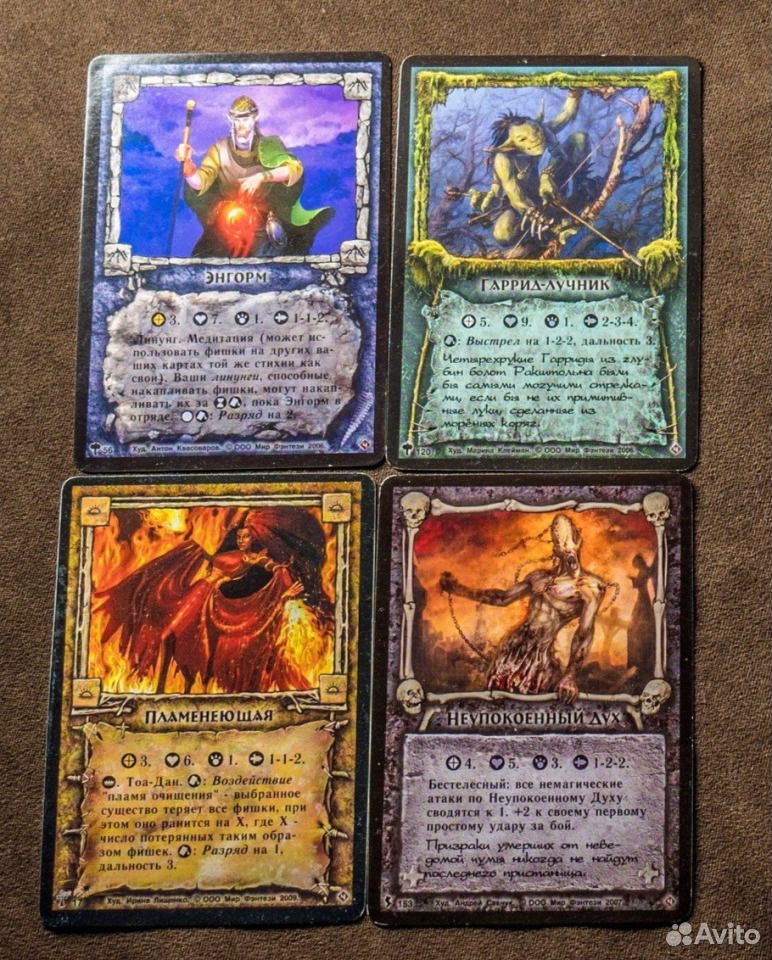 ЭНГОРМ
3. 7. 1. 1-1-2.
Линунг. Медитация (может ис-
пользовать фишки на других ва-
ших картах той же стихии как
свои). Ваши линунги, способные
накапливать фишки, могут накап-
ливать их за , пока Энгорм в
отряде. : Разряд на 2.
56 Худ. Антон Квасоваров. © ООО Мир Фэнтези 2006.
ГАРРИД-ЛУЧНИК
5. 9. 1. 2-3-4.
: Выстрел на 1-2-2, дальность 3.
Четырехрукие Гарриды из глу-
бин болот Ракшпальна были
бы самыми могучими стрелка-
ми, если бы не их примитив-
ные луки, сделанные из
морёных коряг.
120 Худ. Марина Клейман. © ООО Мир Фэнтези 2006.
ПЛАМЕНЕЮЩАЯ
3. 6. 1. 1-1-2.
. Тоа-Дан. : Воздействие
"пламя очищения" - выбранное
существо теряет все фишки, при
этом оно ранится на X, где X -
число потерянных таким обра-
зом фишек. : Разряд на 1,
дальность 3.
17 Худ. Ирина Лященко. © ООО Мир Фэнтези 2009.
НЕУПОКОЕННЫЙ ДУХ
4. 5. 3. 1-2-2.
Бестелесный: все немагические
атаки по Неупокоенному Духу
сводятся к 1. +2 к своему первому
простому удару за бой.
Призраки умерших от неве-
домой чумы никогда не найдут
последнего пристанища.
153 Худ. Андрей Савчук. © ООО Мир Фэнтези 2007.
Avito